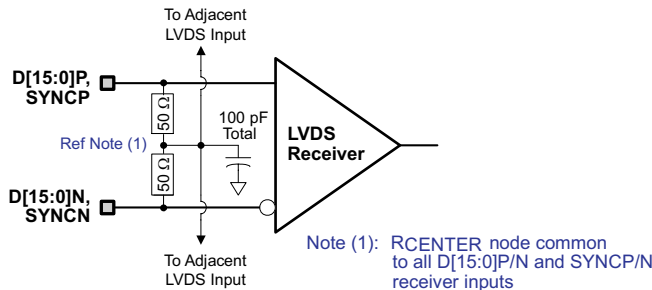 To Adjacent
LVDS Input
D[15:0]P,
SYNCP
50 Ω
100 pF
Total
LVDS
Receiver
Ref Note (1)
50 Ω
D[15:0]N,
SYNCN
To Adjacent
LVDS Input
Note (1): RCENTER node common
to all D[15:0]P/N and SYNCP/N
receiver inputs